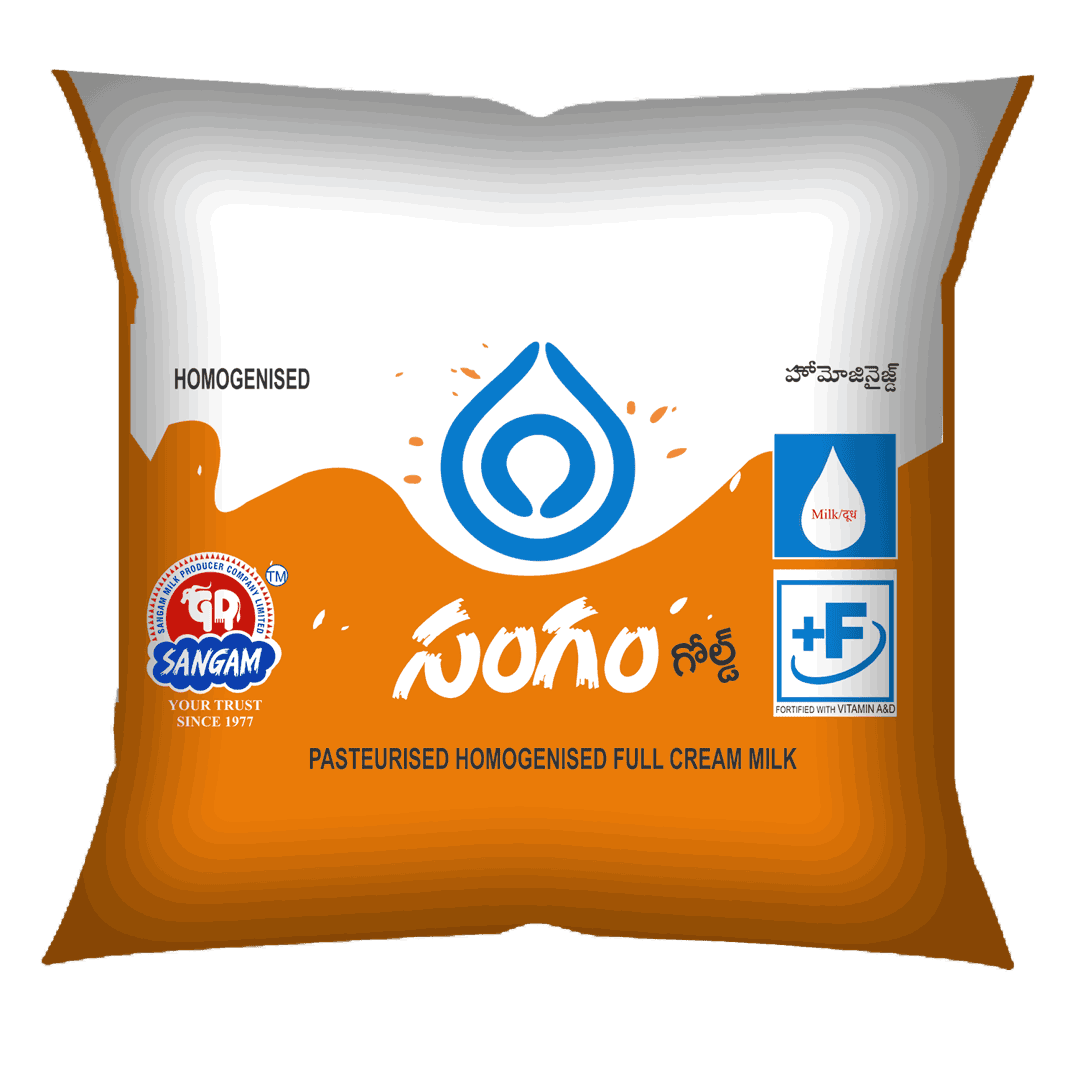 HOMOGENISED
హోమోజినైజ్డ్
Milk/दूध
SANGAM MILK PRODUCER COMPANY LIMITED
TM
SANGAM
YOUR TRUST
SINCE 1977
సంగం గోల్డ్
+F
FORTIFIED WITH VITAMIN A&D
PASTEURISED HOMOGENISED FULL CREAM MILK